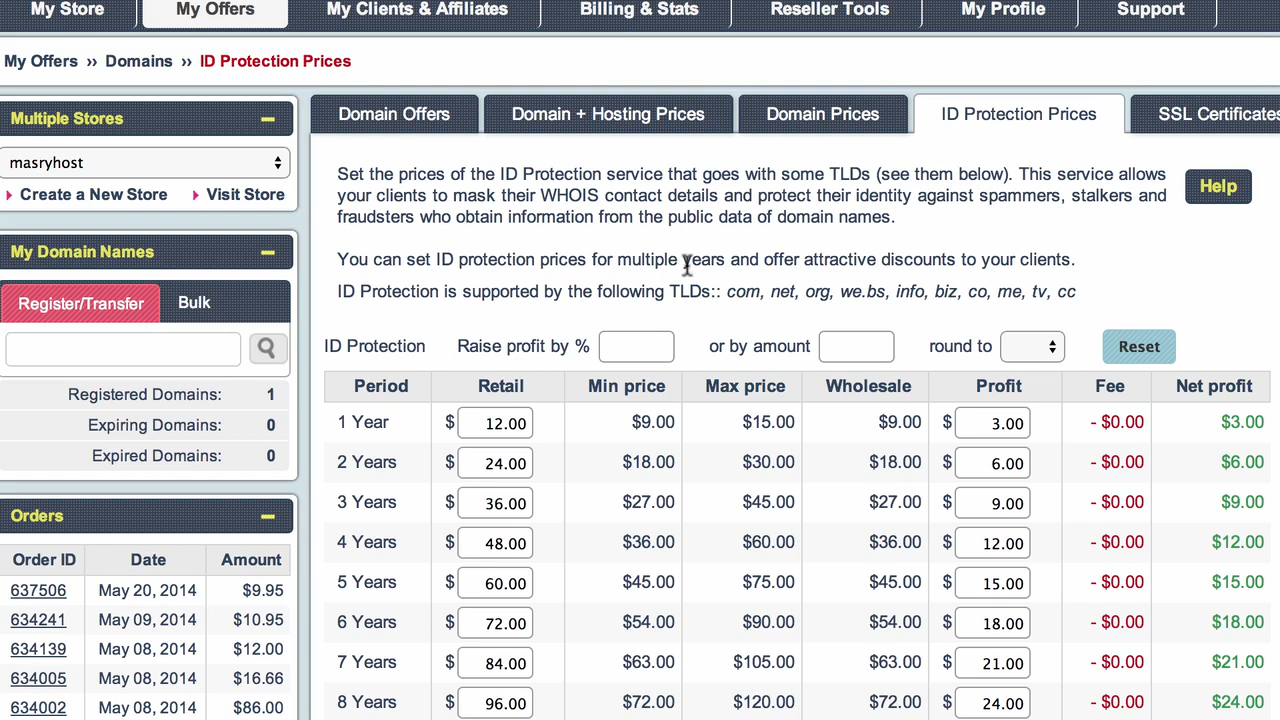 My Store My Offers My Clients & Affiliates Billing & Stats Reseller Tools My Profile Support
My Offers ›› Domains ›› ID Protection Prices
Multiple Stores
masryhost
Create a New Store Visit Store
My Domain Names
Register/Transfer Bulk
Registered Domains: 1
Expiring Domains: 0
Expired Domains: 0
Orders
Order ID Date Amount
637506 May 20, 2014 $9.95
634241 May 09, 2014 $10.95
634139 May 08, 2014 $12.00
634005 May 08, 2014 $16.66
634002 May 08, 2014 $86.00
Domain Offers Domain + Hosting Prices Domain Prices ID Protection Prices SSL Certificates
Set the prices of the ID Protection service that goes with some TLDs (see them below). This service allows
your clients to mask their WHOIS contact details and protect their identity against spammers, stalkers and
fraudsters who obtain information from the public data of domain names.
Help
You can set ID protection prices for multiple years and offer attractive discounts to your clients.
ID Protection is supported by the following TLDs:: com, net, org, we.bs, info, biz, co, me, tv, cc
ID Protection Raise profit by % or by amount round to Reset
Period Retail Min price Max price Wholesale Profit Fee Net profit
1 Year $ 12.00 $9.00 $15.00 $9.00 $ 3.00 - $0.00 $3.00
2 Years $ 24.00 $18.00 $30.00 $18.00 $ 6.00 - $0.00 $6.00
3 Years $ 36.00 $27.00 $45.00 $27.00 $ 9.00 - $0.00 $9.00
4 Years $ 48.00 $36.00 $60.00 $36.00 $ 12.00 - $0.00 $12.00
5 Years $ 60.00 $45.00 $75.00 $45.00 $ 15.00 - $0.00 $15.00
6 Years $ 72.00 $54.00 $90.00 $54.00 $ 18.00 - $0.00 $18.00
7 Years $ 84.00 $63.00 $105.00 $63.00 $ 21.00 - $0.00 $21.00
8 Years $ 96.00 $72.00 $120.00 $72.00 $ 24.00 - $0.00 $24.00